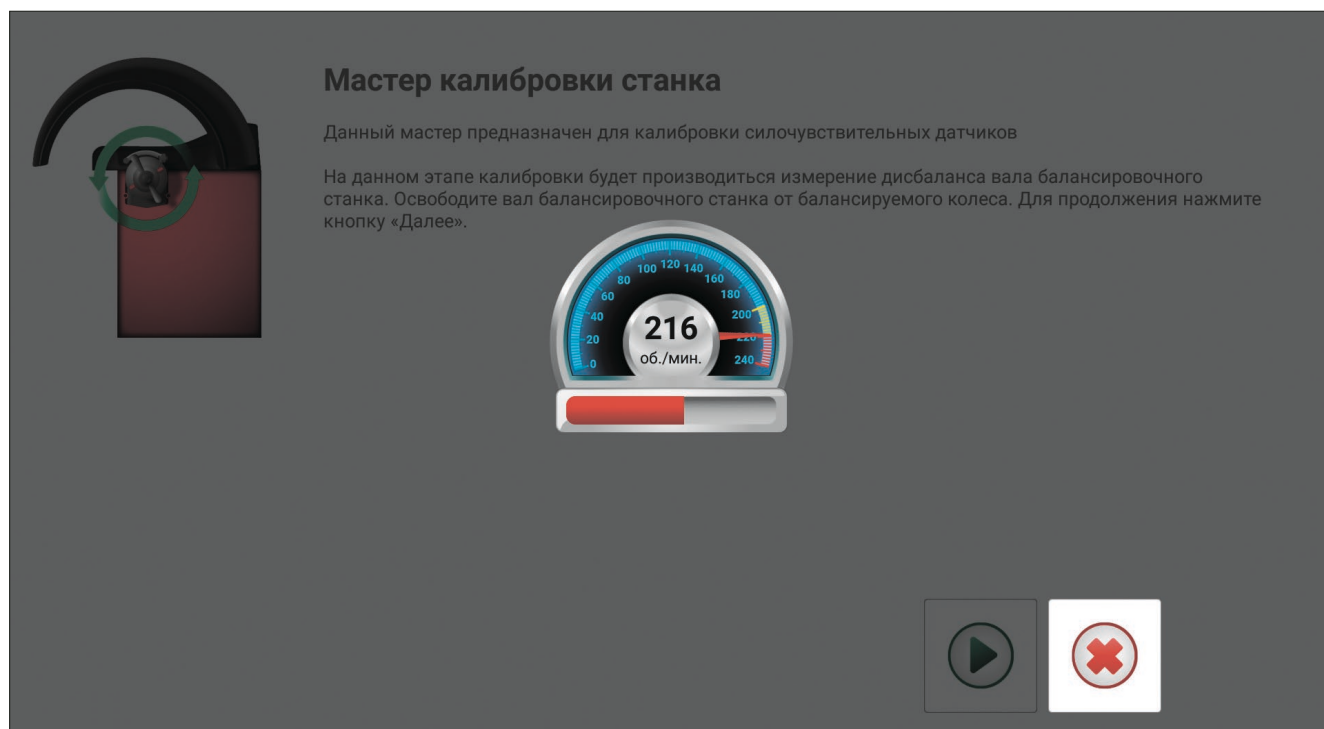 Мастер калибровки станка
Данный мастер предназначен для калибровки силочувствительных датчиков
На данном этапе калибровки будет производиться измерение дисбаланса вала балансировочного
станка. Освободите вал балансировочного станка от балансируемого колеса. Для продолжения нажмите
кнопку «Далее».
0
20
40
60
80
100
120
140
160
180
200
220
240
216
об./мин.